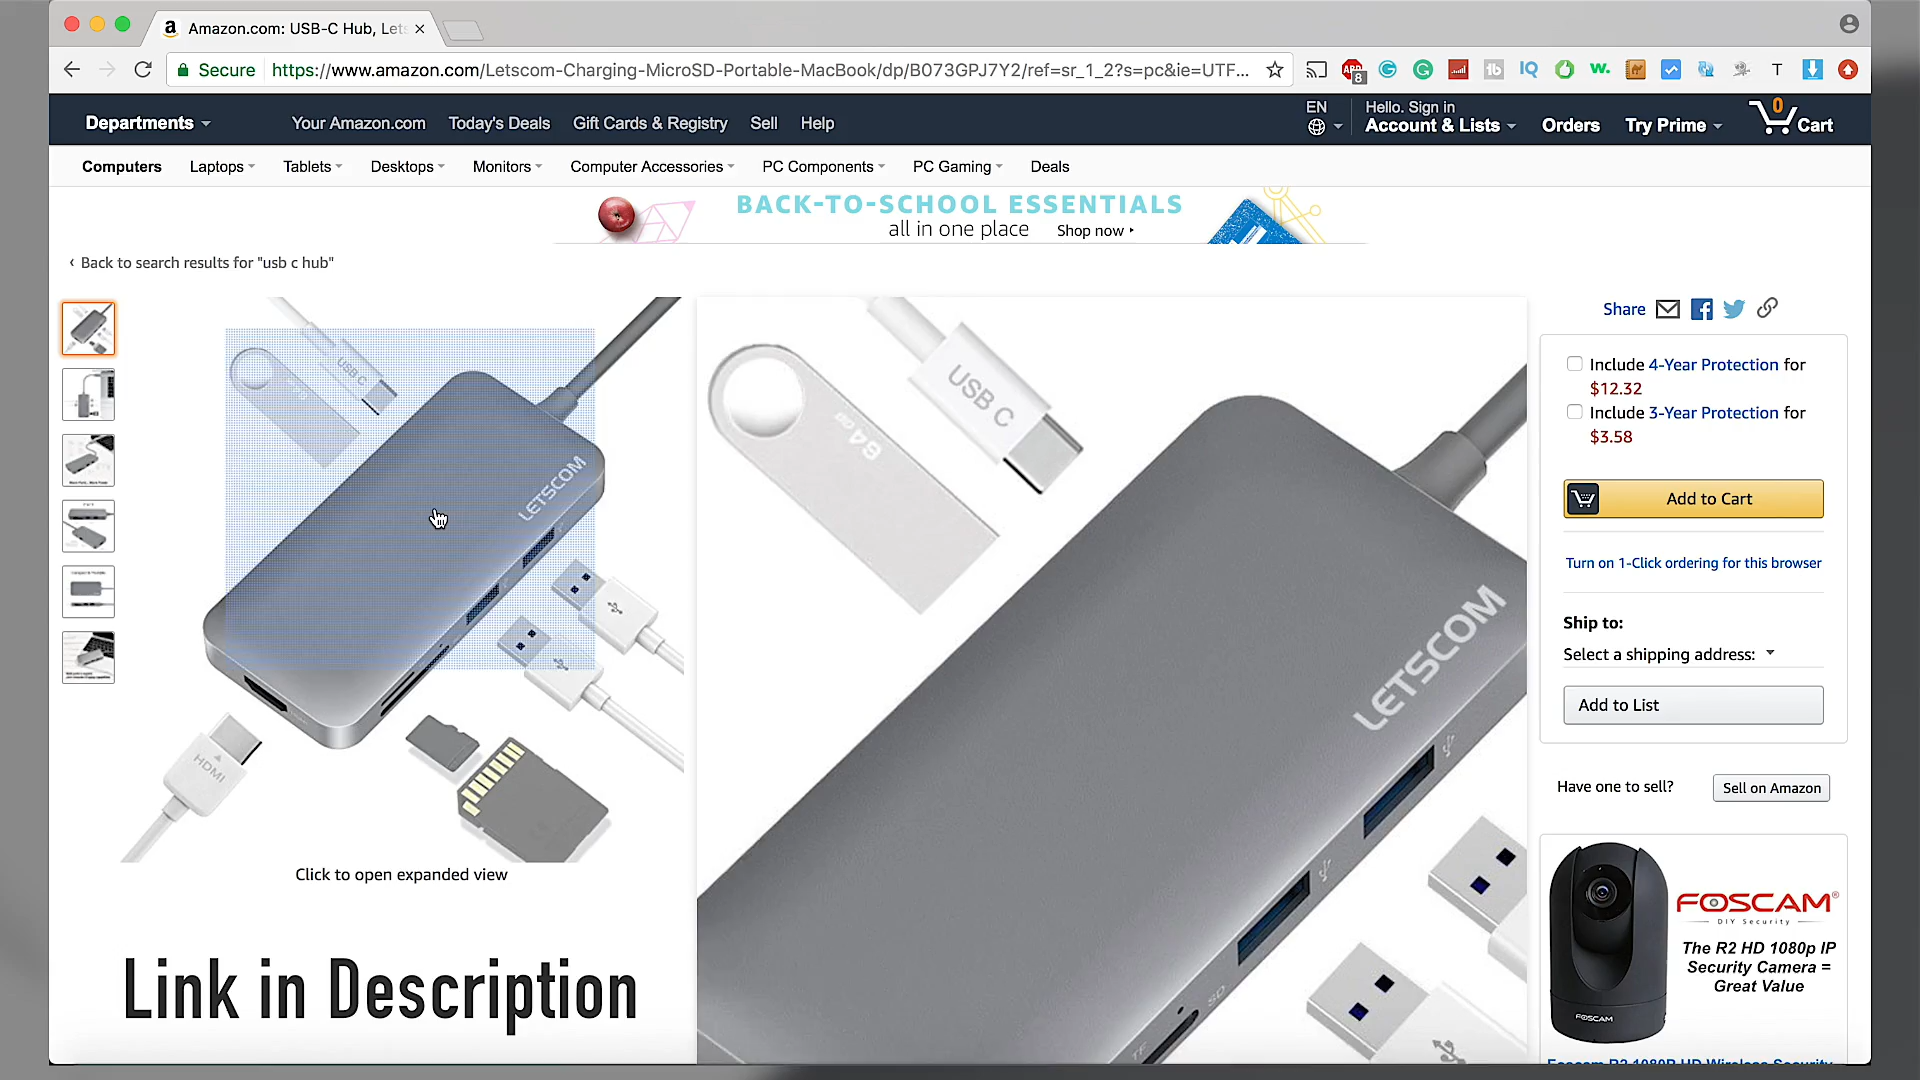 Amazon.com: USB-C Hub, Let
Secure
https://www.amazon.com/Letscom-Charging-MicroSD-Portable-MacBook/dp/B073GPJ7Y2/ref=sr_1_2?s=pc&ie=UTF...
Departments
Your Amazon.com
Today's Deals
Gift Cards & Registry
Sell
Help
EN
Hello. Sign in
Account & Lists
Orders
Try Prime
0
Cart
Computers
Laptops
Tablets
Desktops
Monitors
Computer Accessories
PC Components
PC Gaming
Deals
BACK-TO-SCHOOL ESSENTIALS
all in one place
Shop now
‹ Back to search results for "usb c hub"
USB C
LETSCOM
HDMI
Click to open expanded view
Link in Description
64 GB
USB C
LETSCOM
SD
TF
Share
Include 4-Year Protection for
$12.32
Include 3-Year Protection for
$3.58
Add to Cart
Turn on 1-Click ordering for this browser
Ship to:
Select a shipping address:
Add to List
Have one to sell?
Sell on Amazon
FOSCAM®
DIY Security
The R2 HD 1080p IP
Security Camera =
Great Value
FOSCAM